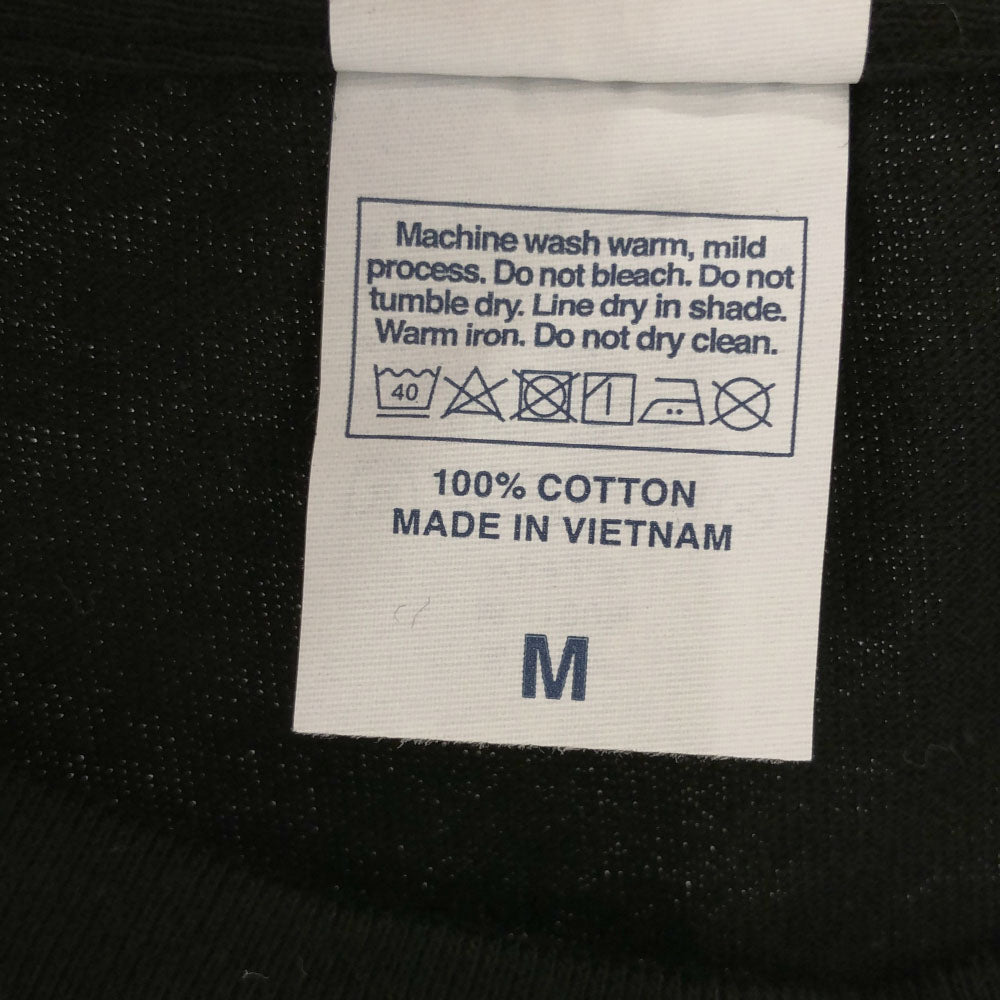 Machine wash warm, mild
process. Do not bleach. Do not
tumble dry. Line dry in shade.
Warm iron. Do not dry clean.
40
100% COTTON
MADE IN VIETNAM
M